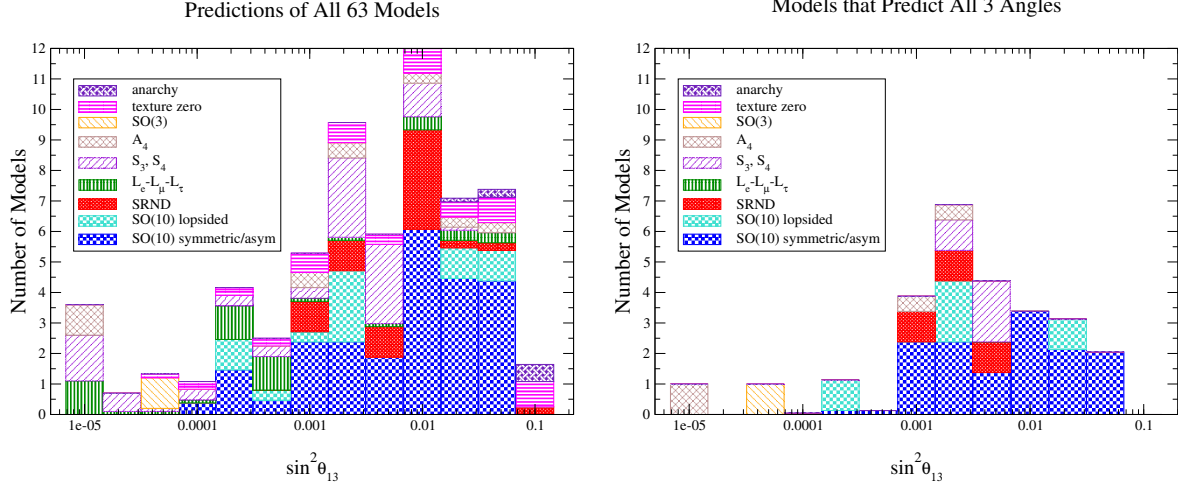 Predictions of All 63 Models
12
11
10
9
8
7
6
5
4
3
2
1
0
Number of Models
anarchy
texture zero
SO(3)
A₄
S₃, S₄
Lₑ-L_μ-L_τ
SRND
SO(10) lopsided
SO(10) symmetric/asym
1e-05 0.0001 0.001 0.01 0.1
sin²θ₁₃
Models that Predict All 3 Angles
12
11
10
9
8
7
6
5
4
3
2
1
0
Number of Models
anarchy
texture zero
SO(3)
A₄
S₃, S₄
Lₑ-L_μ-L_τ
SRND
SO(10) lopsided
SO(10) symmetric/asym
1e-05 0.0001 0.001 0.01 0.1
sin²θ₁₃